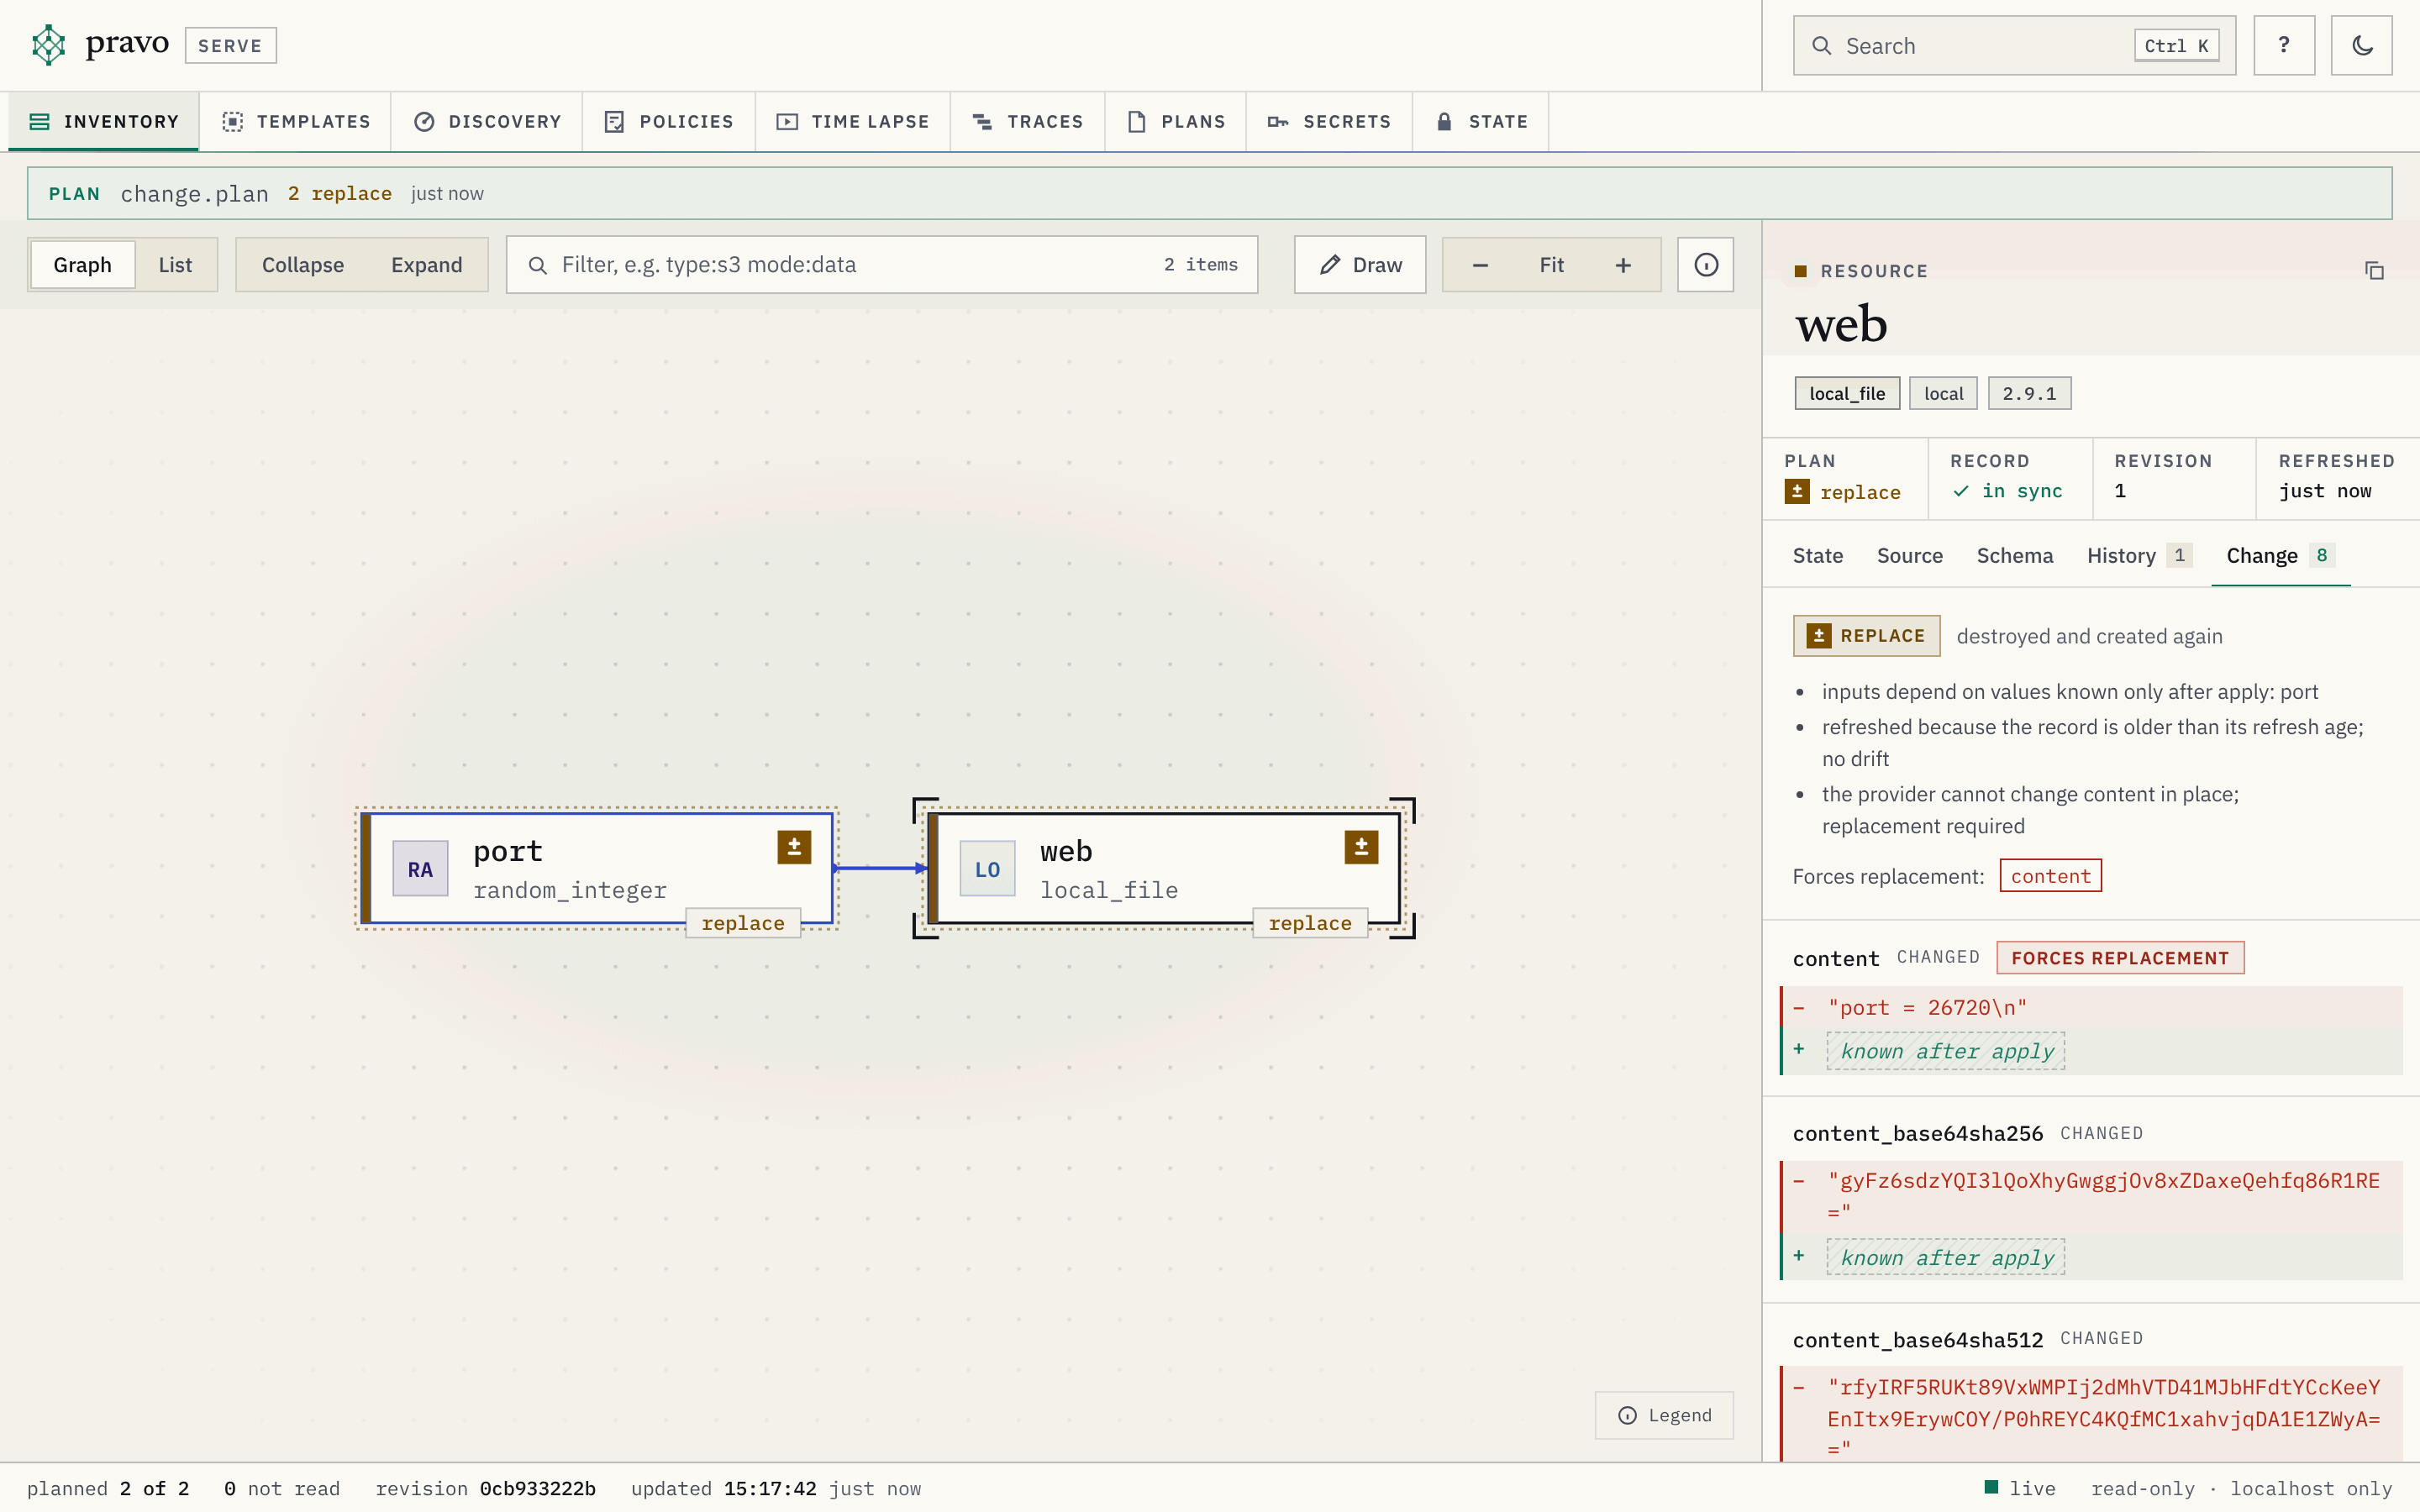 pravo SERVE
Search Ctrl K ?
INVENTORY TEMPLATES DISCOVERY POLICIES TIME LAPSE TRACES PLANS SECRETS STATE
PLAN change.plan 2 replace just now
Graph List Collapse Expand Filter, e.g. type:s3 mode:data 2 items Draw − Fit +
RA port
random_integer
replace
LO web
local_file
replace
Legend
RESOURCE
web
local_file local 2.9.1
PLAN RECORD REVISION REFRESHED
± replace ✓ in sync 1 just now
State Source Schema History 1 Change 8
± REPLACE destroyed and created again
• inputs depend on values known only after apply: port
• refreshed because the record is older than its refresh age;
no drift
• the provider cannot change content in place;
replacement required
Forces replacement: content
content CHANGED FORCES REPLACEMENT
− "port = 26720\n"
+ known after apply
content_base64sha256 CHANGED
− "gyFz6sdzYQI3lQoXhyGwggjOv8xZDaxeQehfq86R1RE
="
+ known after apply
content_base64sha512 CHANGED
− "rfyIRF5RUKt89VxWMPIj2dMhVTD41MJbHFdtYCcKeeY
EnItx9ErywCOY/P0hREYC4KQfMC1xahvjqDA1E1ZWyA=
="
planned 2 of 2 0 not read revision 0cb933222b updated 15:17:42 just now
live read-only · localhost only